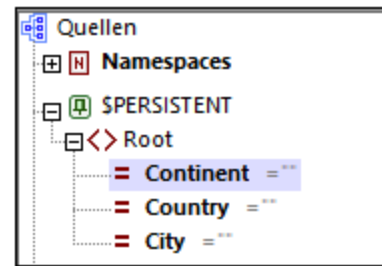 Quellen
N Namespaces
$PERSISTENT
Root
= Continent =""
= Country =""
= City =""